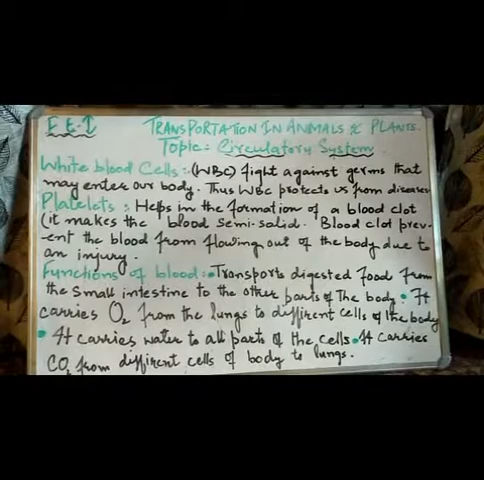 TRANSPORTATION IN ANIMALS & PLANTS.
Topic: Circulatory System
White blood Cells:- (WBC) fight against germs that
may enter our body. Thus WBC protects us from diseases
Platelets: Heps in the formation of a blood clot
(it makes the blood semi-solid. Blood clot prev-
-ent the blood from flowing out of the body due to
an injury.
Functions of blood:• Transports digested food from
the small intestine to the other parts of The body • It
carries O2 from the lungs to diffirent cells of the body
• It carries water to all parts of the cells • It carries
CO2 from diffirent cells of body to lungs.